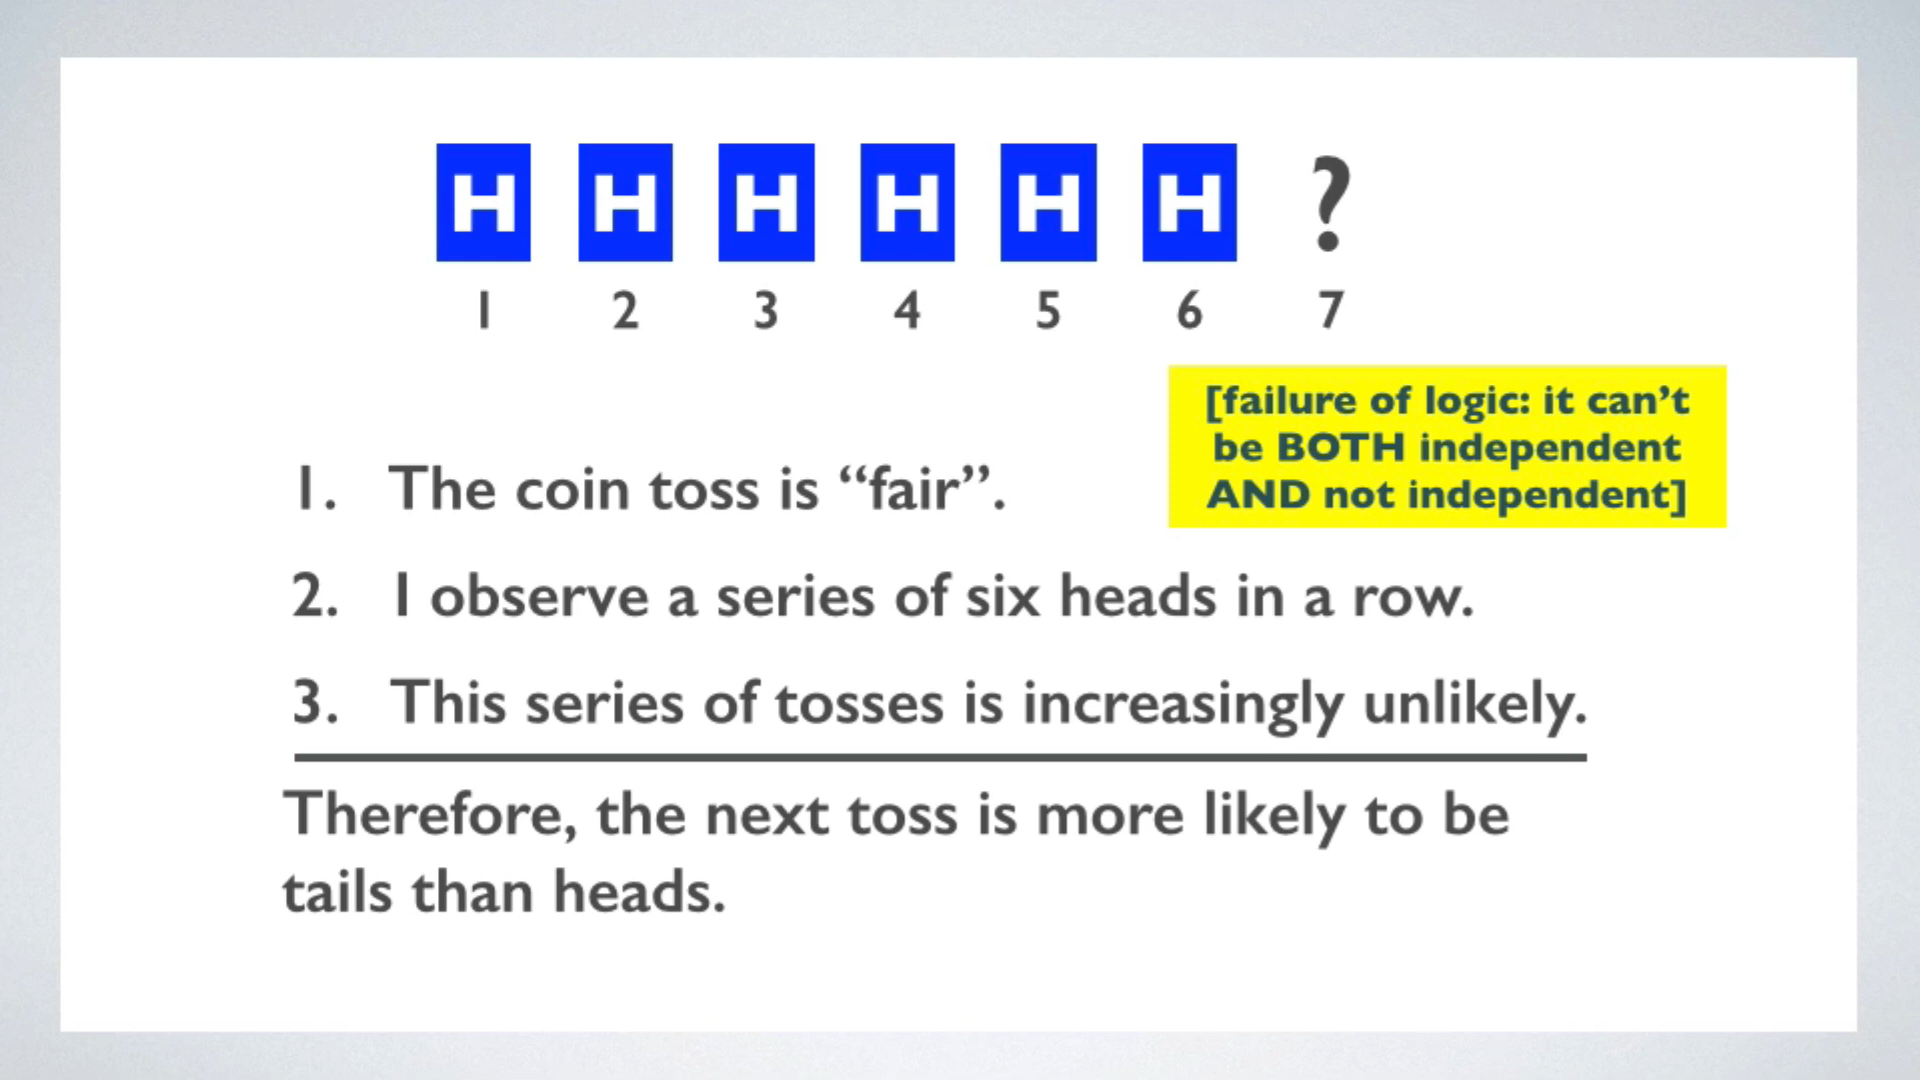 H H H H H H ?
1 2 3 4 5 6 7
[failure of logic: it can't
be BOTH independent
AND not independent]
1. The coin toss is “fair”.
2. I observe a series of six heads in a row.
3. This series of tosses is increasingly unlikely.
Therefore, the next toss is more likely to be
tails than heads.